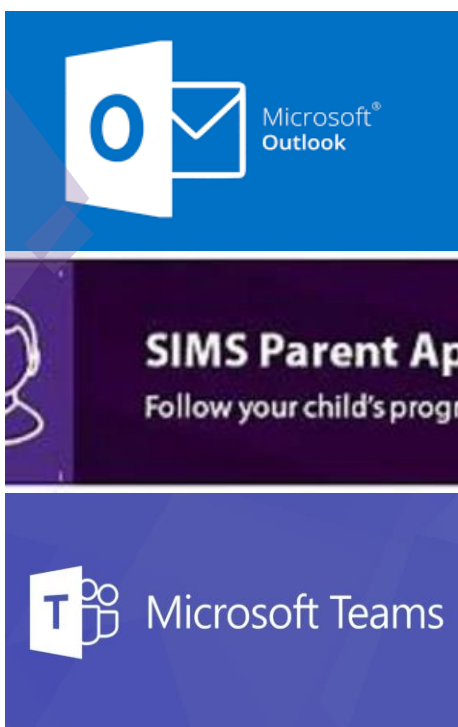 O
Microsoft®
Outlook
SIMS Parent Ap
Follow your child's progr
T
Microsoft Teams